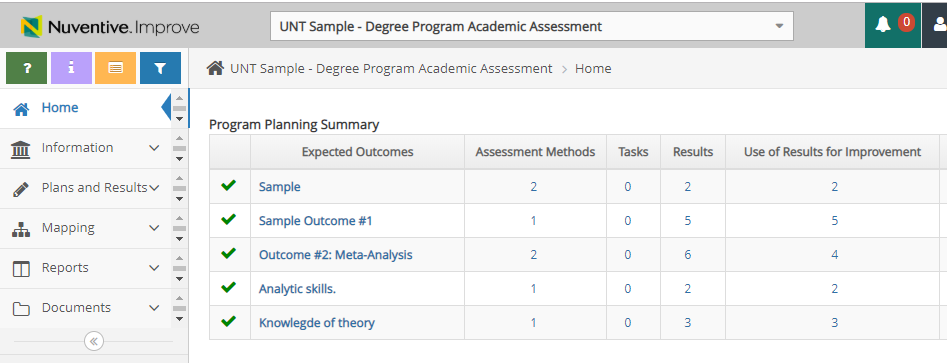 Nuventive.Improve
UNT Sample - Degree Program Academic Assessment
0
? i
UNT Sample - Degree Program Academic Assessment > Home
Home
Information
Plans and Results
Mapping
Reports
Documents
Program Planning Summary
Expected Outcomes Assessment Methods Tasks Results Use of Results for Improvement
Sample 2 0 2 2
Sample Outcome #1 1 0 5 5
Outcome #2: Meta-Analysis 2 0 6 4
Analytic skills. 1 0 2 2
Knowlegde of theory 1 0 3 3